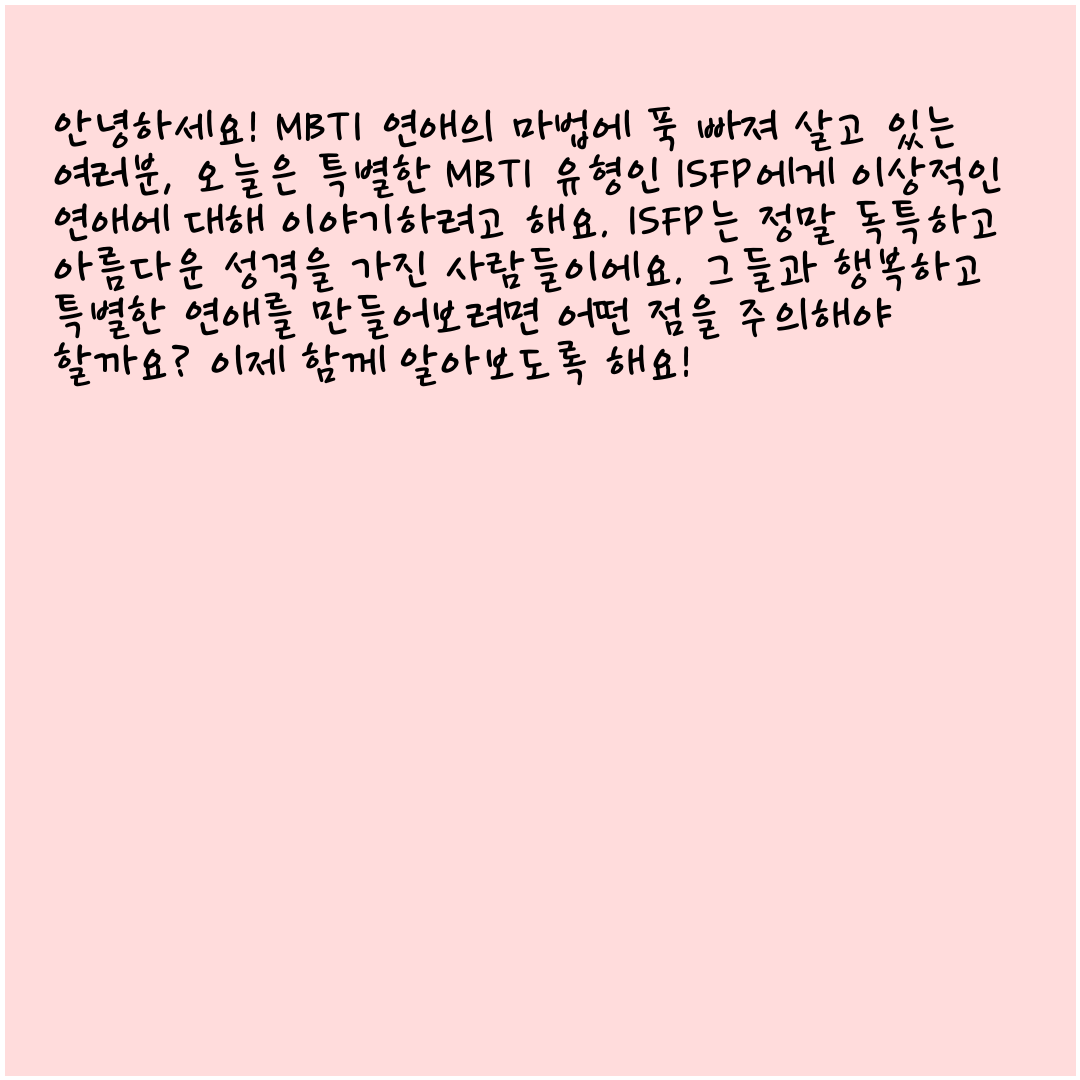 안녕하세요! MBTI 연애의 마법에 푹 빠져 살고 있는
여러분, 오늘은 특별한 MBTI 유형인 ISFP에게 이상적인
연애에 대해 이야기하려고 해요. ISFP는 정말 독특하고
아름다운 성격을 가진 사람들이에요. 그들과 행복하고
특별한 연애를 만들어보려면 어떤 점을 주의해야
할까요? 이제 함께 알아보도록 해요!